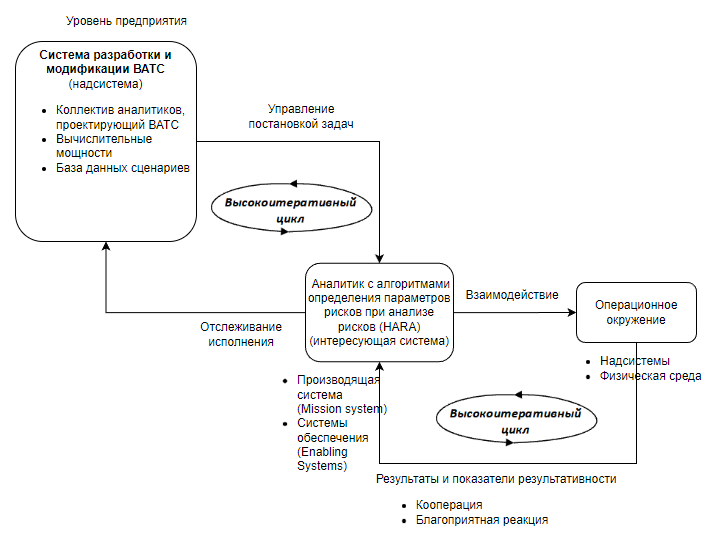 Уровень предприятия
Система разработки и
модификации ВАТС
(надсистема)
• Коллектив аналитиков,
проектирующий ВАТС
• Вычислительные
мощности
• База данных сценариев
Управление
постановкой задач
Высокоитеративный
цикл
Аналитик с алгоритмами
определения параметров
рисков при анализе
рисков (HARA)
(интересующая система)
Взаимодействие
Операционное
окружение
Отслеживание
исполнения
• Надсистемы
• Физическая среда
• Производящая
система
(Mission system)
• Системы
обеспечения
(Enabling
Systems)
Высокоитеративный
цикл
Результаты и показатели результативности
• Кооперация
• Благоприятная реакция